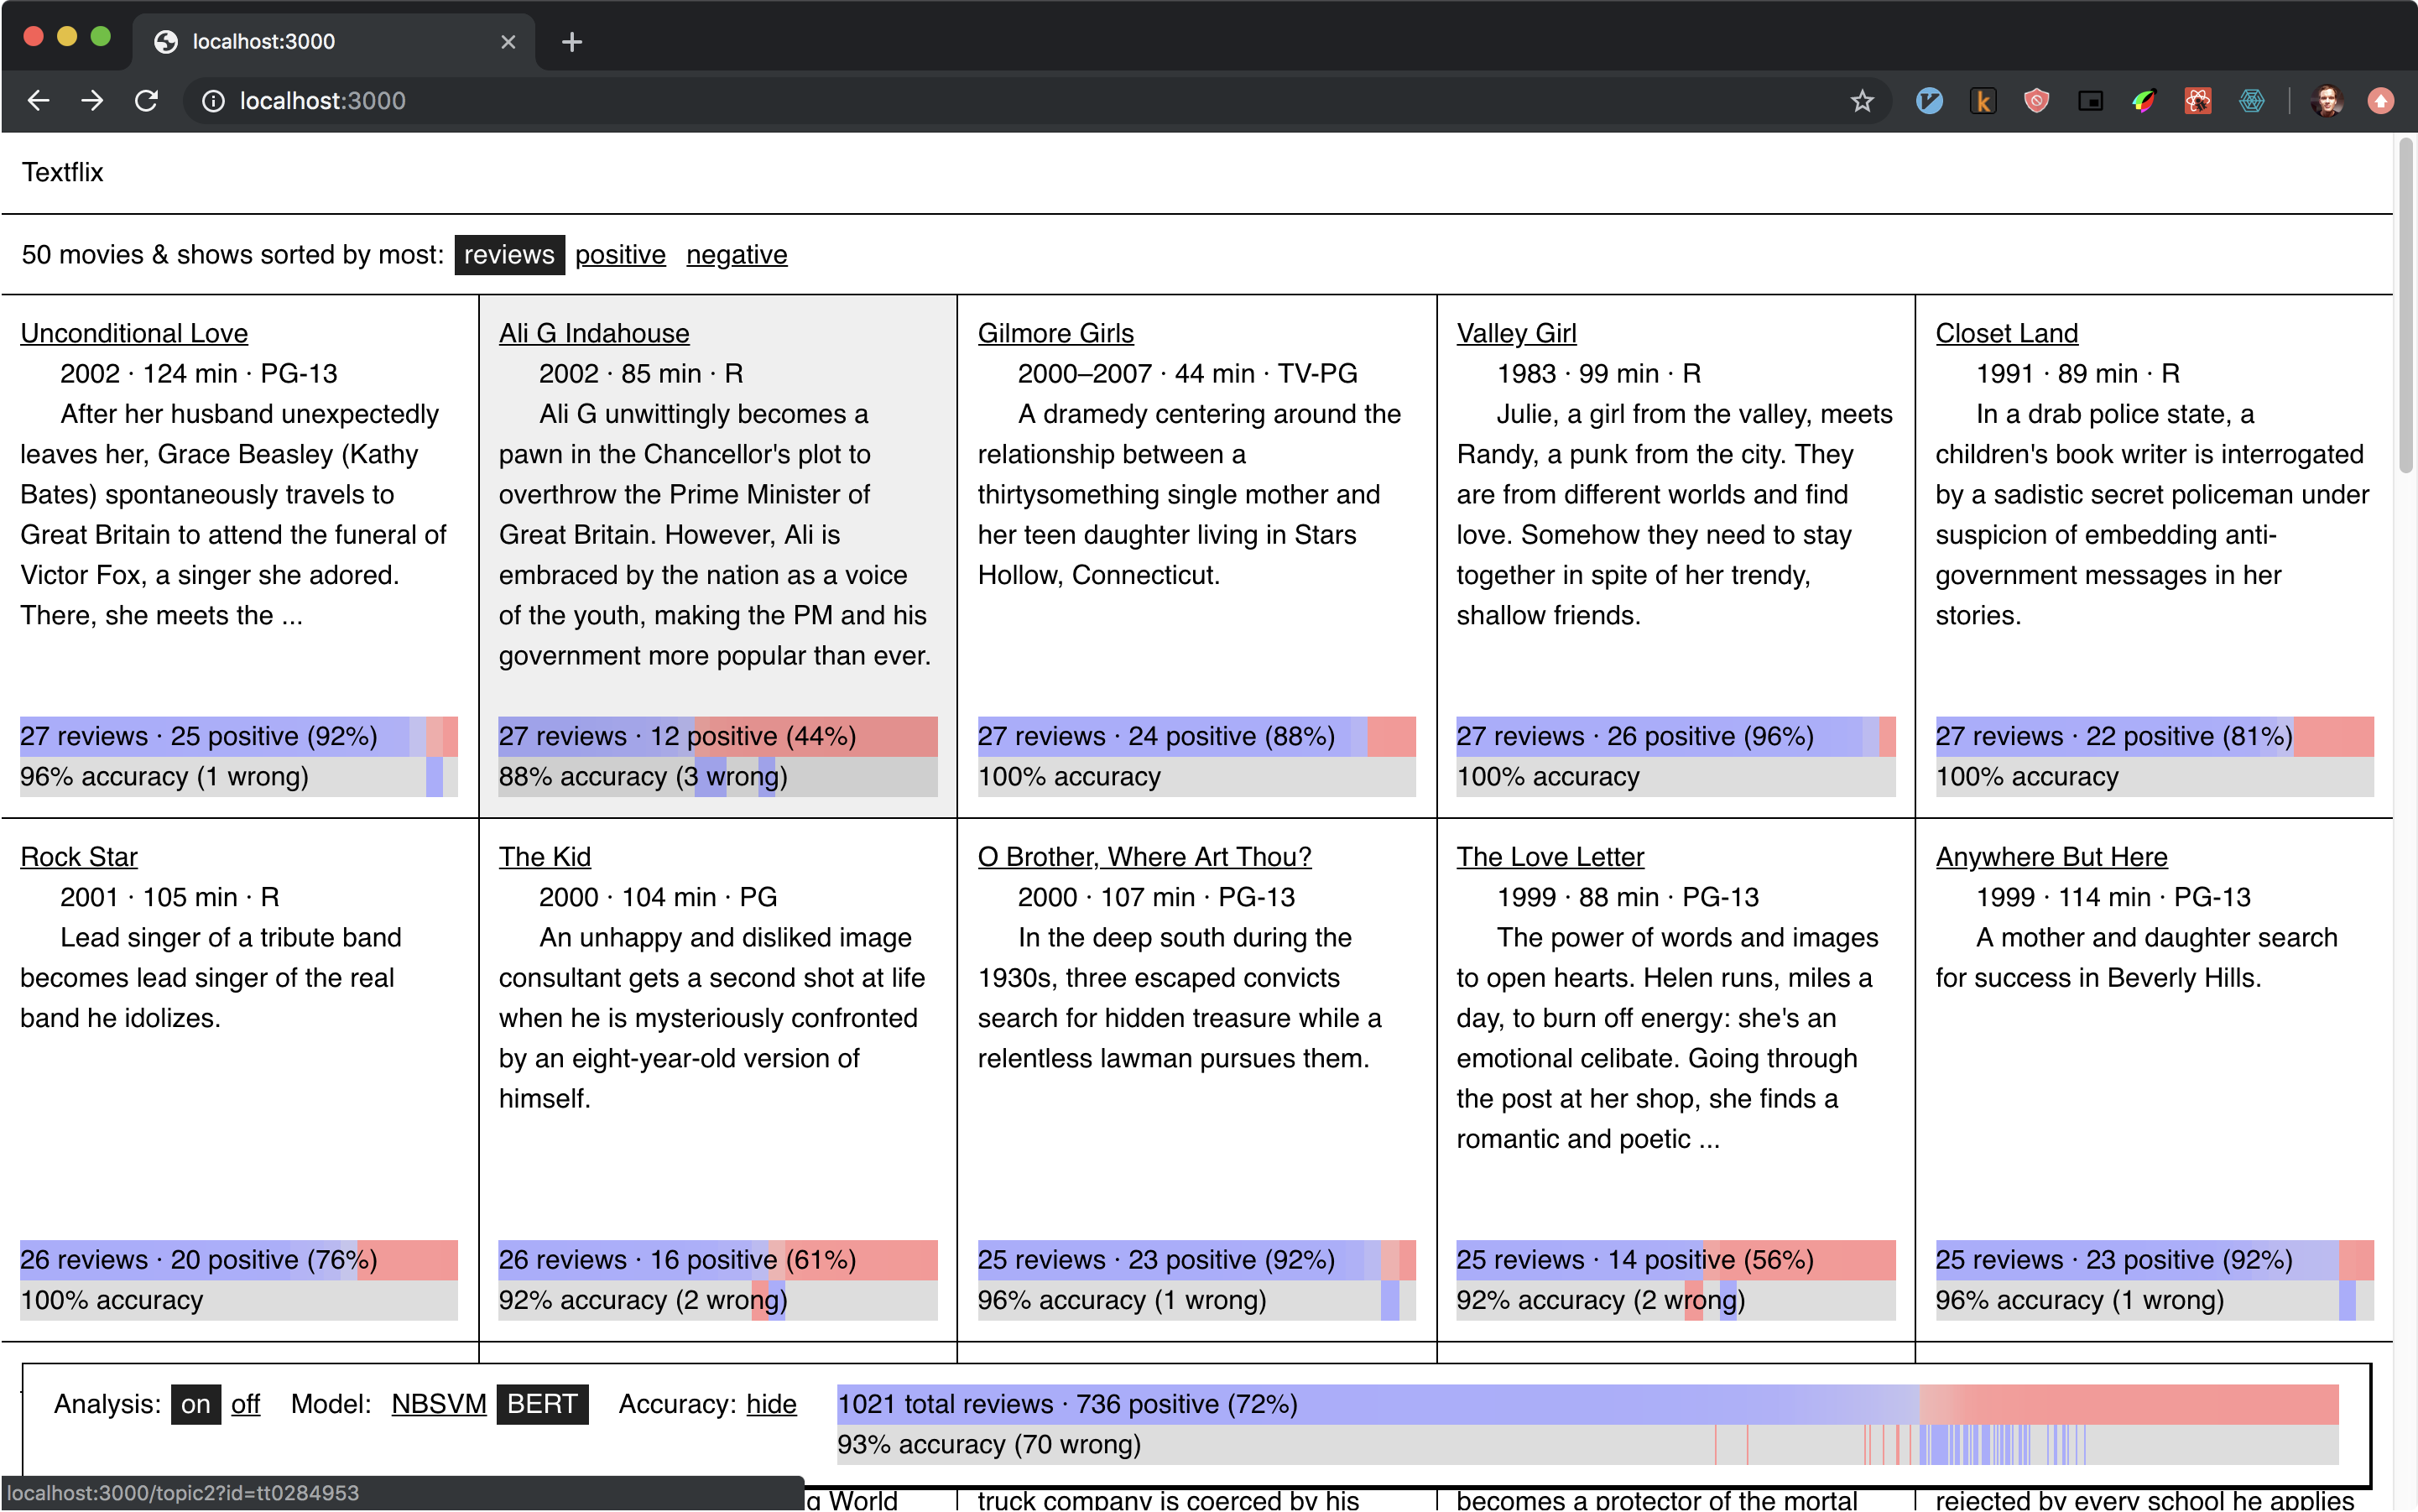 localhost:3000
localhost:3000
Textflix
50 movies & shows sorted by most: reviews positive negative
Unconditional Love
2002 · 124 min · PG-13
After her husband unexpectedly
leaves her, Grace Beasley (Kathy
Bates) spontaneously travels to
Great Britain to attend the funeral of
Victor Fox, a singer she adored.
There, she meets the ...
27 reviews · 25 positive (92%)
96% accuracy (1 wrong)
Ali G Indahouse
2002 · 85 min · R
Ali G unwittingly becomes a
pawn in the Chancellor's plot to
overthrow the Prime Minister of
Great Britain. However, Ali is
embraced by the nation as a voice
of the youth, making the PM and his
government more popular than ever.
27 reviews · 12 positive (44%)
88% accuracy (3 wrong)
Gilmore Girls
2000–2007 · 44 min · TV-PG
A dramedy centering around the
relationship between a
thirtysomething single mother and
her teen daughter living in Stars
Hollow, Connecticut.
27 reviews · 24 positive (88%)
100% accuracy
Valley Girl
1983 · 99 min · R
Julie, a girl from the valley, meets
Randy, a punk from the city. They
are from different worlds and find
love. Somehow they need to stay
together in spite of her trendy,
shallow friends.
27 reviews · 26 positive (96%)
100% accuracy
Closet Land
1991 · 89 min · R
In a drab police state, a
children's book writer is interrogated
by a sadistic secret policeman under
suspicion of embedding anti-
government messages in her
stories.
27 reviews · 22 positive (81%)
100% accuracy
Rock Star
2001 · 105 min · R
Lead singer of a tribute band
becomes lead singer of the real
band he idolizes.
26 reviews · 20 positive (76%)
100% accuracy
The Kid
2000 · 104 min · PG
An unhappy and disliked image
consultant gets a second shot at life
when he is mysteriously confronted
by an eight-year-old version of
himself.
26 reviews · 16 positive (61%)
92% accuracy (2 wrong)
O Brother, Where Art Thou?
2000 · 107 min · PG-13
In the deep south during the
1930s, three escaped convicts
search for hidden treasure while a
relentless lawman pursues them.
25 reviews · 23 positive (92%)
96% accuracy (1 wrong)
The Love Letter
1999 · 88 min · PG-13
The power of words and images
to open hearts. Helen runs, miles a
day, to burn off energy: she's an
emotional celibate. Going through
the post at her shop, she finds a
romantic and poetic ...
25 reviews · 14 positive (56%)
92% accuracy (2 wrong)
Anywhere But Here
1999 · 114 min · PG-13
A mother and daughter search
for success in Beverly Hills.
25 reviews · 23 positive (92%)
96% accuracy (1 wrong)
Analysis: on off Model: NBSVM BERT Accuracy: hide
1021 total reviews · 736 positive (72%)
93% accuracy (70 wrong)
localhost:3000/topic2?id=tt0284953
World
truck company is coerced by his
becomes a protector of the mortal
rejected by every school he applies